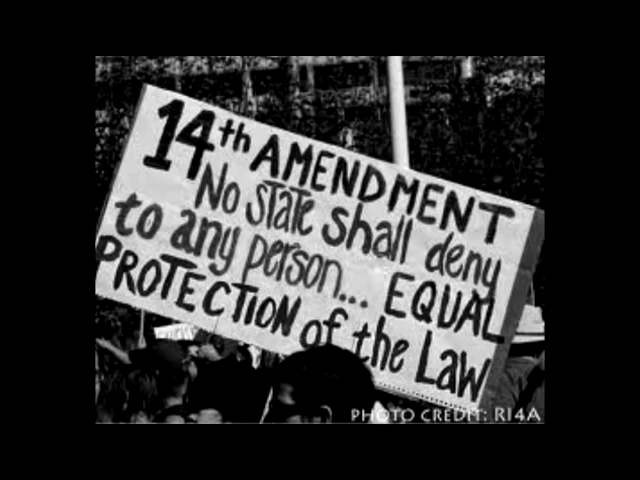 14th AMENDMENT
No State shall deny
to any person... EQUAL
PROTECTION of the Law
PHOTO CREDIT: RI4A